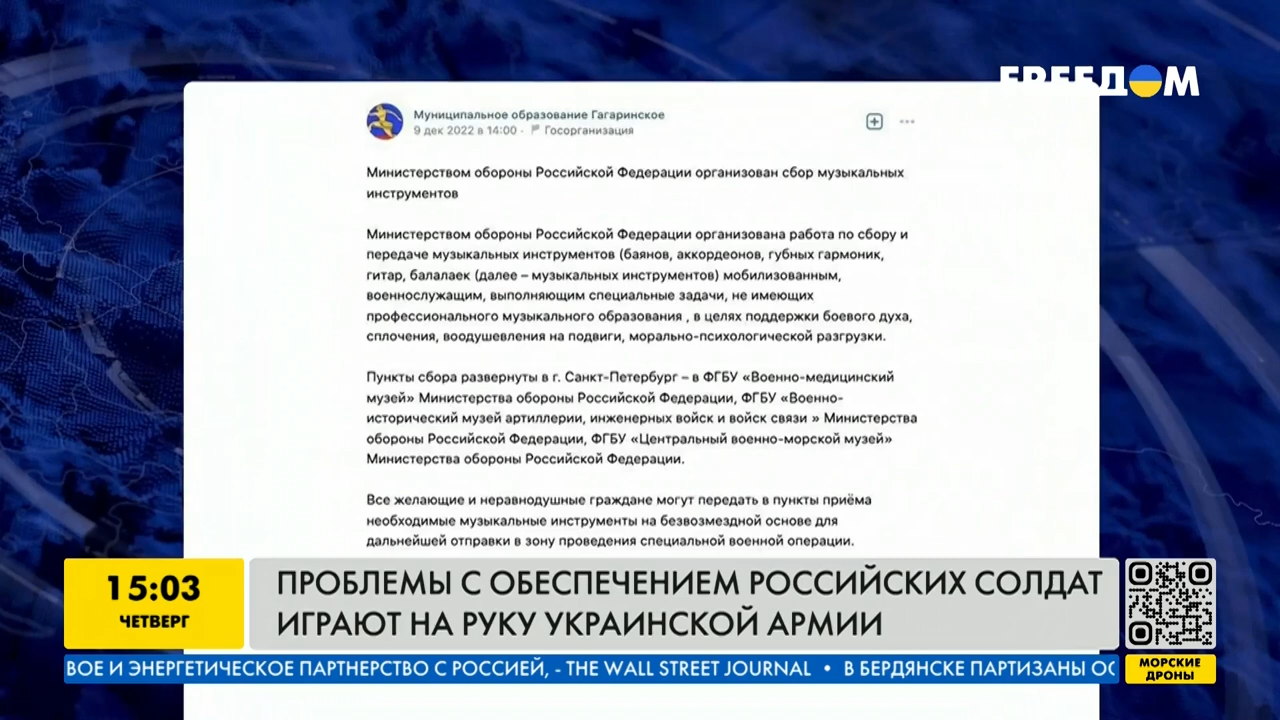 FREEДОМ
Муниципальное образование Гагаринское
9 дек 2022 в 14:00 · Госорганизация
Министерством обороны Российской Федерации организован сбор музыкальных
инструментов
Министерством обороны Российской Федерации организована работа по сбору и
передаче музыкальных инструментов (баянов, аккордеонов, губных гармоник,
гитар, балалаек (далее – музыкальных инструментов) мобилизованным,
военнослужащим, выполняющим специальные задачи, не имеющих
профессионального музыкального образования , в целях поддержки боевого духа,
сплочения, воодушевления на подвиги, морально-психологической разгрузки.
Пункты сбора развернуты в г. Санкт-Петербург – в ФГБУ «Военно-медицинский
музей» Министерства обороны Российской Федерации, ФГБУ «Военно-
исторический музей артиллерии, инженерных войск и войск связи » Министерства
обороны Российской Федерации, ФГБУ «Центральный военно-морской музей»
Министерства обороны Российской Федерации.
Все желающие и неравнодушные граждане могут передать в пункты приёма
необходимые музыкальные инструменты на безвозмездной основе для
дальнейшей отправки в зону проведения специальной военной операции.
15:03
ЧЕТВЕРГ
ПРОБЛЕМЫ С ОБЕСПЕЧЕНИЕМ РОССИЙСКИХ СОЛДАТ
ИГРАЮТ НА РУКУ УКРАИНСКОЙ АРМИИ
ВОЕ И ЭНЕРГЕТИЧЕСКОЕ ПАРТНЕРСТВО С РОССИЕЙ, - THE WALL STREET JOURNAL • В БЕРДЯНСКЕ ПАРТИЗАНЫ ОС
МОРСКИЕ
ДРОНЫ